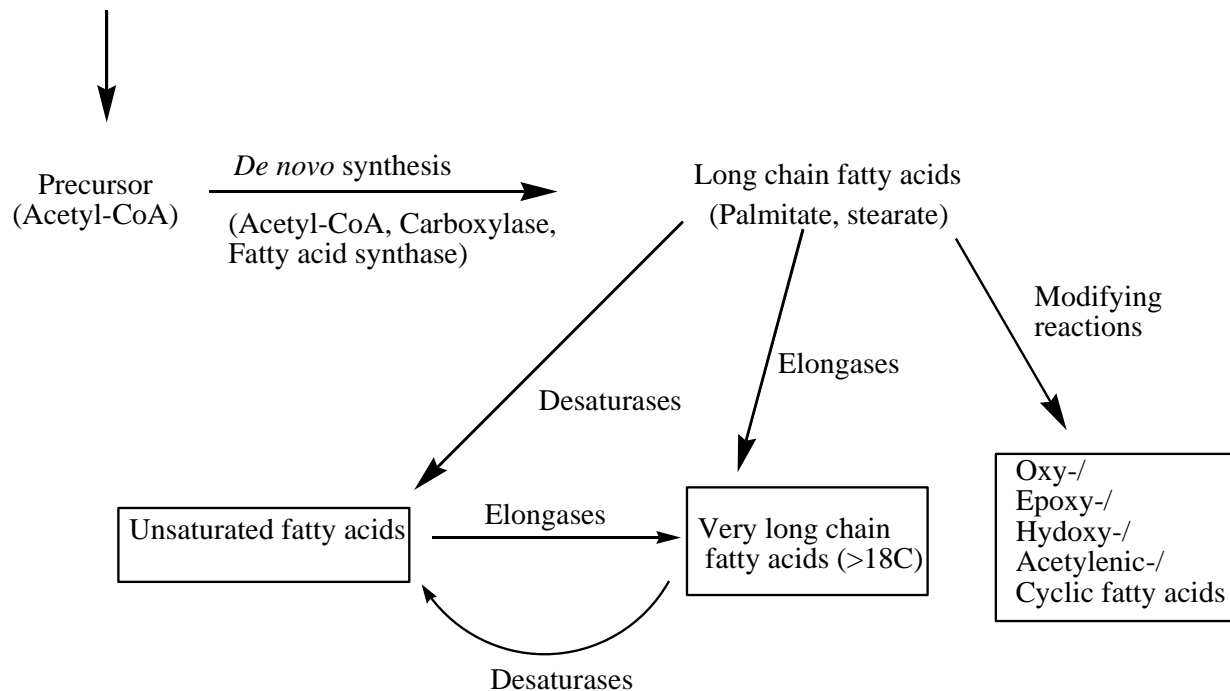 Precursor
(Acetyl-CoA)
De novo synthesis
(Acetyl-CoA, Carboxylase,
Fatty acid synthase)
Long chain fatty acids
(Palmitate, stearate)
Modifying
reactions
Elongases
Desaturases
Unsaturated fatty acids
Elongases
Very long chain
fatty acids (>18C)
Oxy-/
Epoxy-/
Hydoxy-/
Acetylenic-/
Cyclic fatty acids
Desaturases